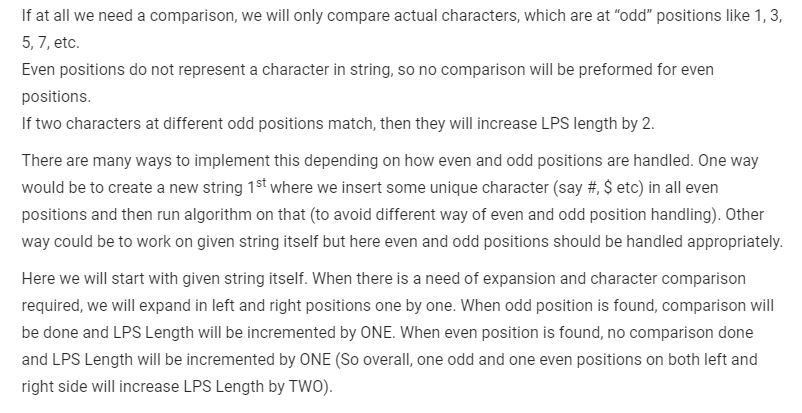 If at all we need a comparison, we will only compare actual characters, which are at “odd” positions like 1, 3,
5, 7, etc.
Even positions do not represent a character in string, so no comparison will be preformed for even
positions.
If two characters at different odd positions match, then they will increase LPS length by 2.
There are many ways to implement this depending on how even and odd positions are handled. One way
would be to create a new string 1st where we insert some unique character (say #, $ etc) in all even
positions and then run algorithm on that (to avoid different way of even and odd position handling). Other
way could be to work on given string itself but here even and odd positions should be handled appropriately.
Here we will start with given string itself. When there is a need of expansion and character comparison
required, we will expand in left and right positions one by one. When odd position is found, comparison will
be done and LPS Length will be incremented by ONE. When even position is found, no comparison done
and LPS Length will be incremented by ONE (So overall, one odd and one even positions on both left and
right side will increase LPS Length by TWO).